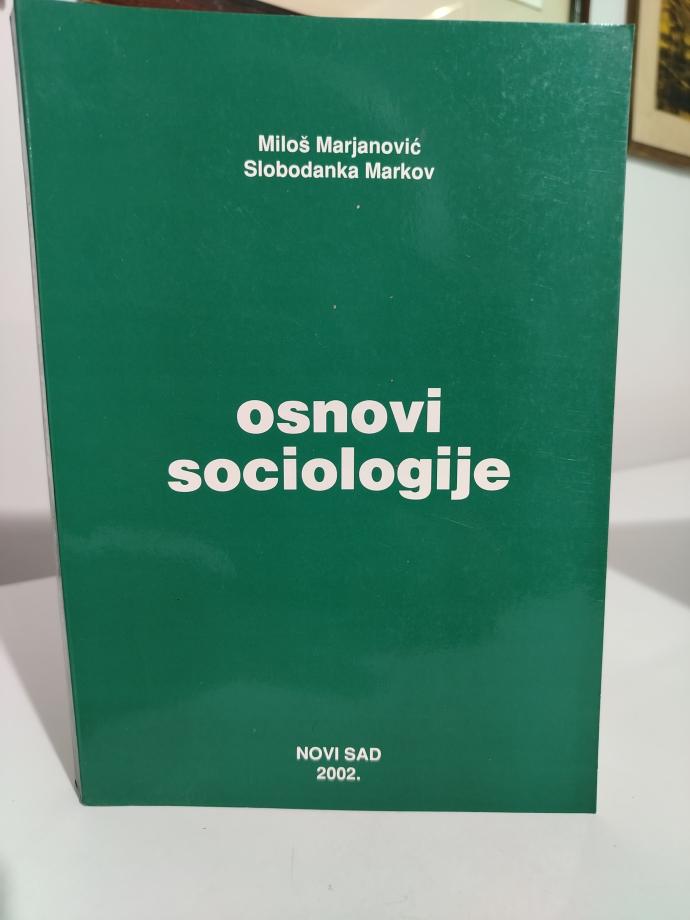 Miloš Marjanović
Slobodanka Markov
osnovi
sociologije
NOVI SAD
2002.